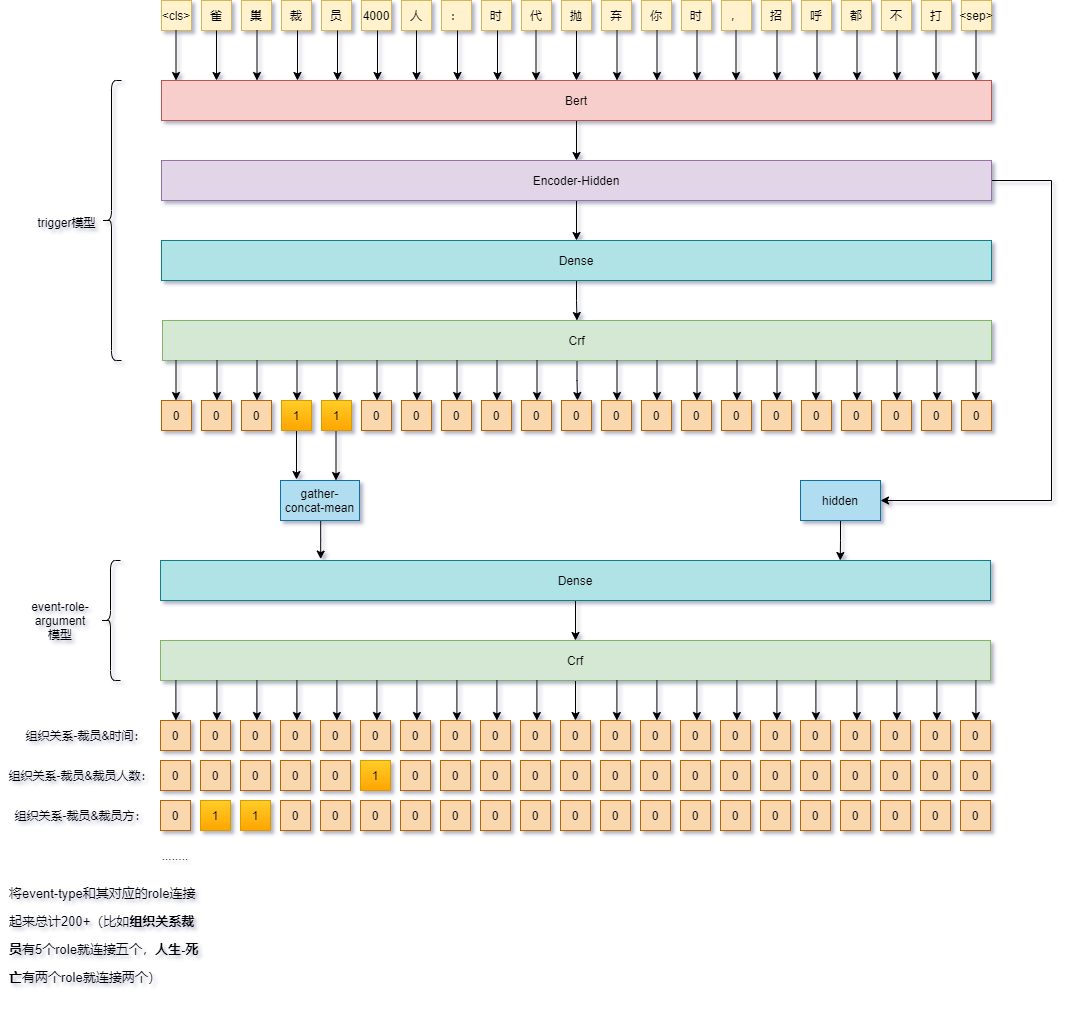 <cls> 雀 巢 裁 员 4000 人 : 时 代 抛 弃 你 时 , 招 呼 都 不 打 <sep>
Bert
Encoder-Hidden
trigger模型
Dense
Crf
0 0 0 1 1 0 0 0 0 0 0 0 0 0 0 0 0 0 0 0 0
gather-
concat-mean
hidden
Dense
event-role-
argument
模型
Crf
组织关系-裁员&时间: 0 0 0 0 0 0 0 0 0 0 0 0 0 0 0 0 0 0 0 0 0
组织关系-裁员&裁员人数: 0 0 0 0 0 1 0 0 0 0 0 0 0 0 0 0 0 0 0 0 0
组织关系-裁员&裁员方: 0 1 1 0 0 0 0 0 0 0 0 0 0 0 0 0 0 0 0 0 0
........
将event-type和其对应的role连接
起来总计200+（比如组织关系裁
员有5个role就连接五个，人生-死
亡有两个role就连接两个）